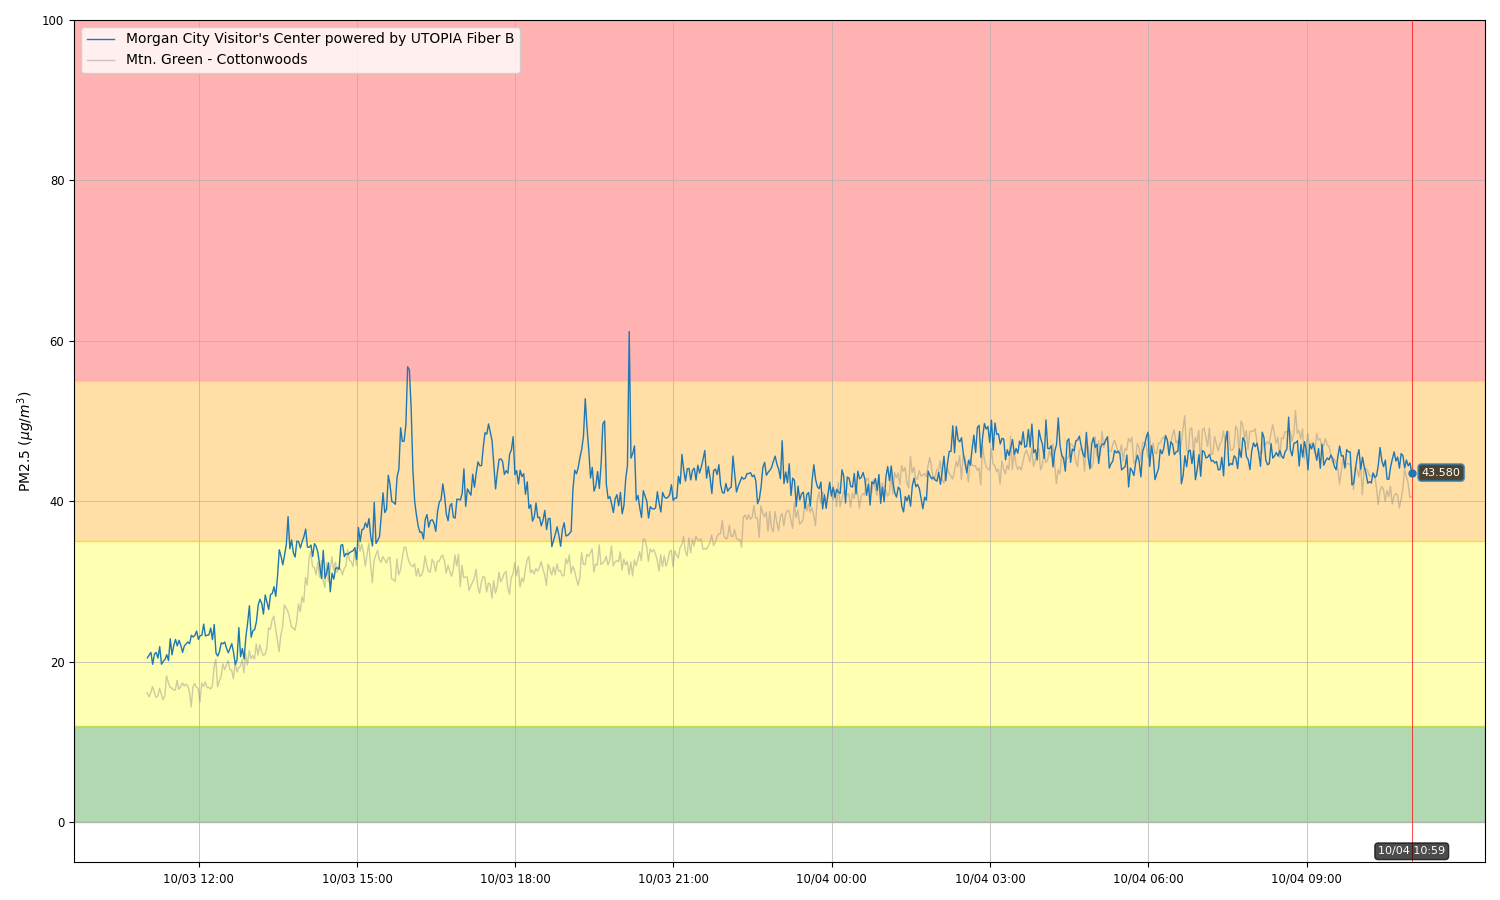 100
80
60
40
20
0
PM2.5 (μg/m³)
Morgan City Visitor's Center powered by UTOPIA Fiber B
Mtn. Green - Cottonwoods
43.580
10/04 10:59
10/03 12:00 10/03 15:00 10/03 18:00 10/03 21:00 10/04 00:00 10/04 03:00 10/04 06:00 10/04 09:00